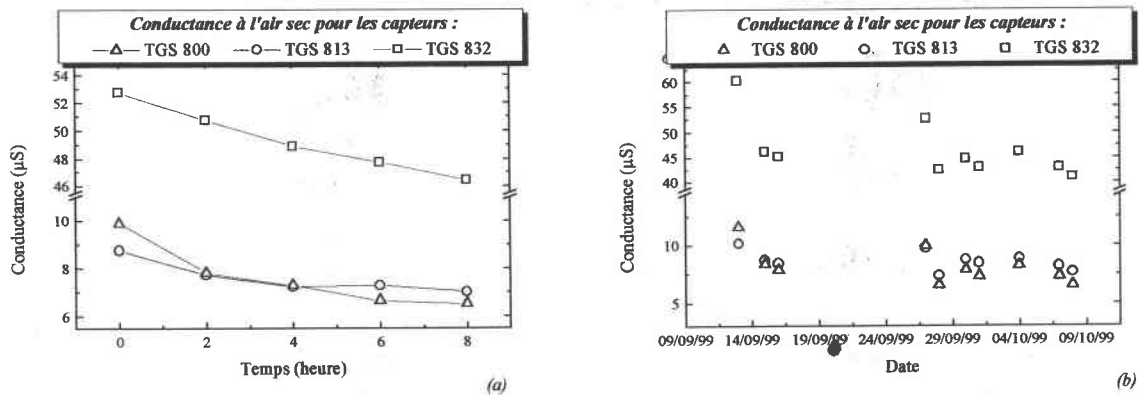 Conductance à l'air sec pour les capteurs :
TGS 800 TGS 813 TGS 832
54
52
50
48
46
10
8
6
Conductance (µS)
0 2 4 6 8
Temps (heure)
(a)
Conductance à l'air sec pour les capteurs :
TGS 800 TGS 813 TGS 832
60
55
50
45
40
10
5
Conductance (µS)
09/09/99 14/09/99 19/09/99 24/09/99 29/09/99 04/10/99 09/10/99
Date
(b)